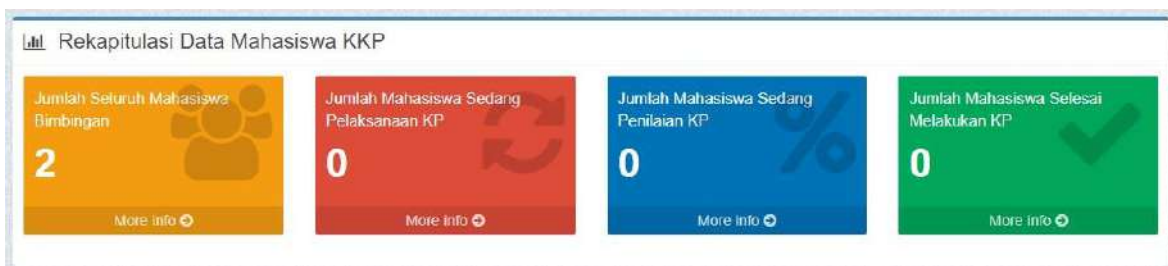 Rekapitulasi Data Mahasiswa KKP
Jumlah Seluruh Mahasiswa
Bimbingan
2
More info
Jumlah Mahasiswa Sedang
Pelaksanaan KP
0
More info
Jumlah Mahasiswa Sedang
Penilaian KP
0
More info
Jumlah Mahasiswa Selesai
Melakukan KP
0
More info